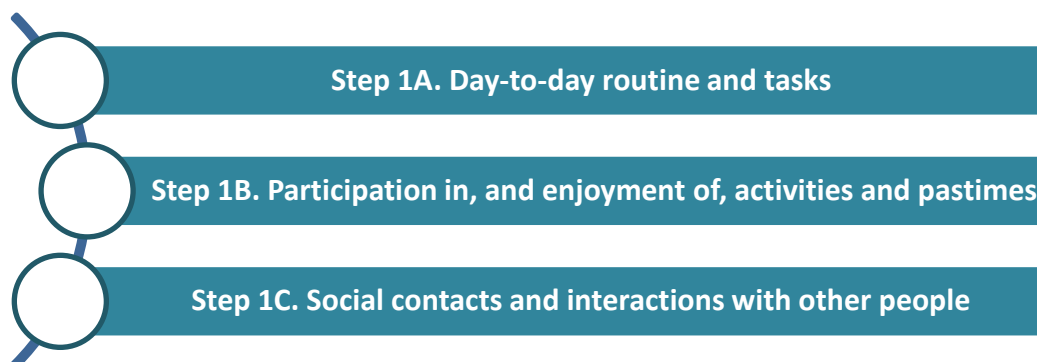 Step 1A. Day-to-day routine and tasks
Step 1B. Participation in, and enjoyment of, activities and pastimes
Step 1C. Social contacts and interactions with other people